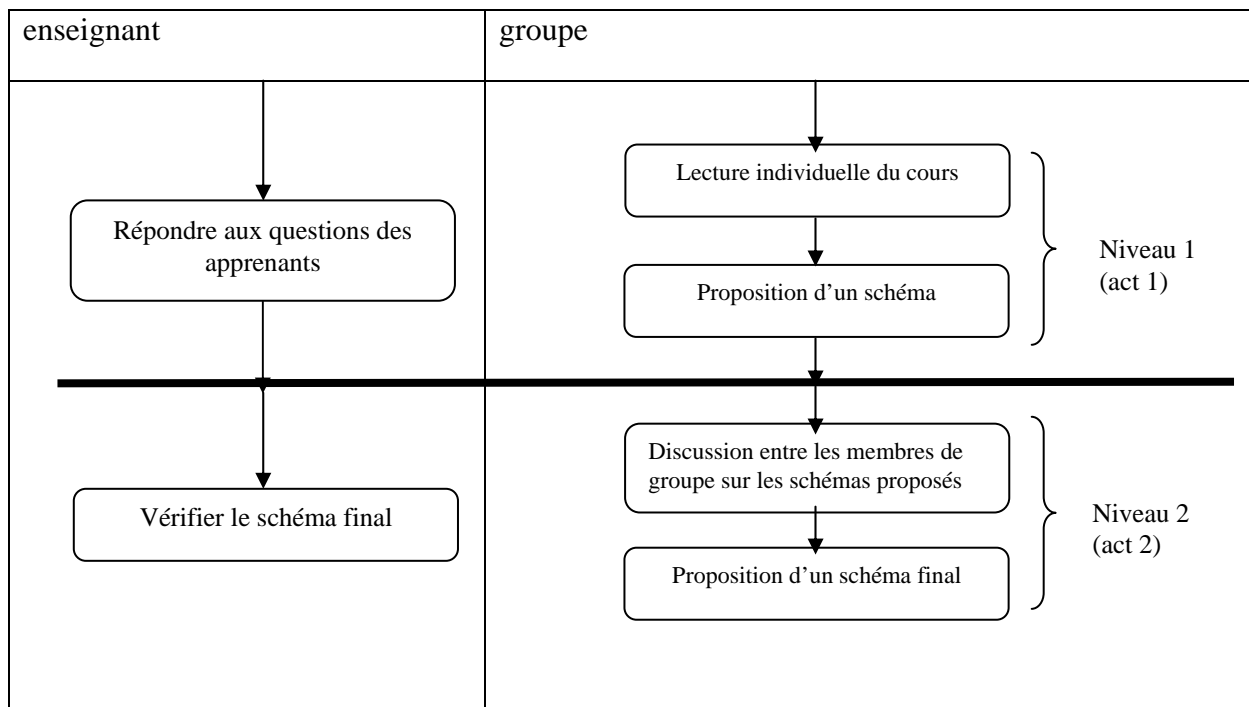 enseignant
groupe
Répondre aux questions des
apprenants
Vérifier le schéma final
Lecture individuelle du cours
Proposition d’un schéma
Niveau 1
(act 1)
Discussion entre les membres de
groupe sur les schémas proposés
Proposition d’un schéma final
Niveau 2
(act 2)